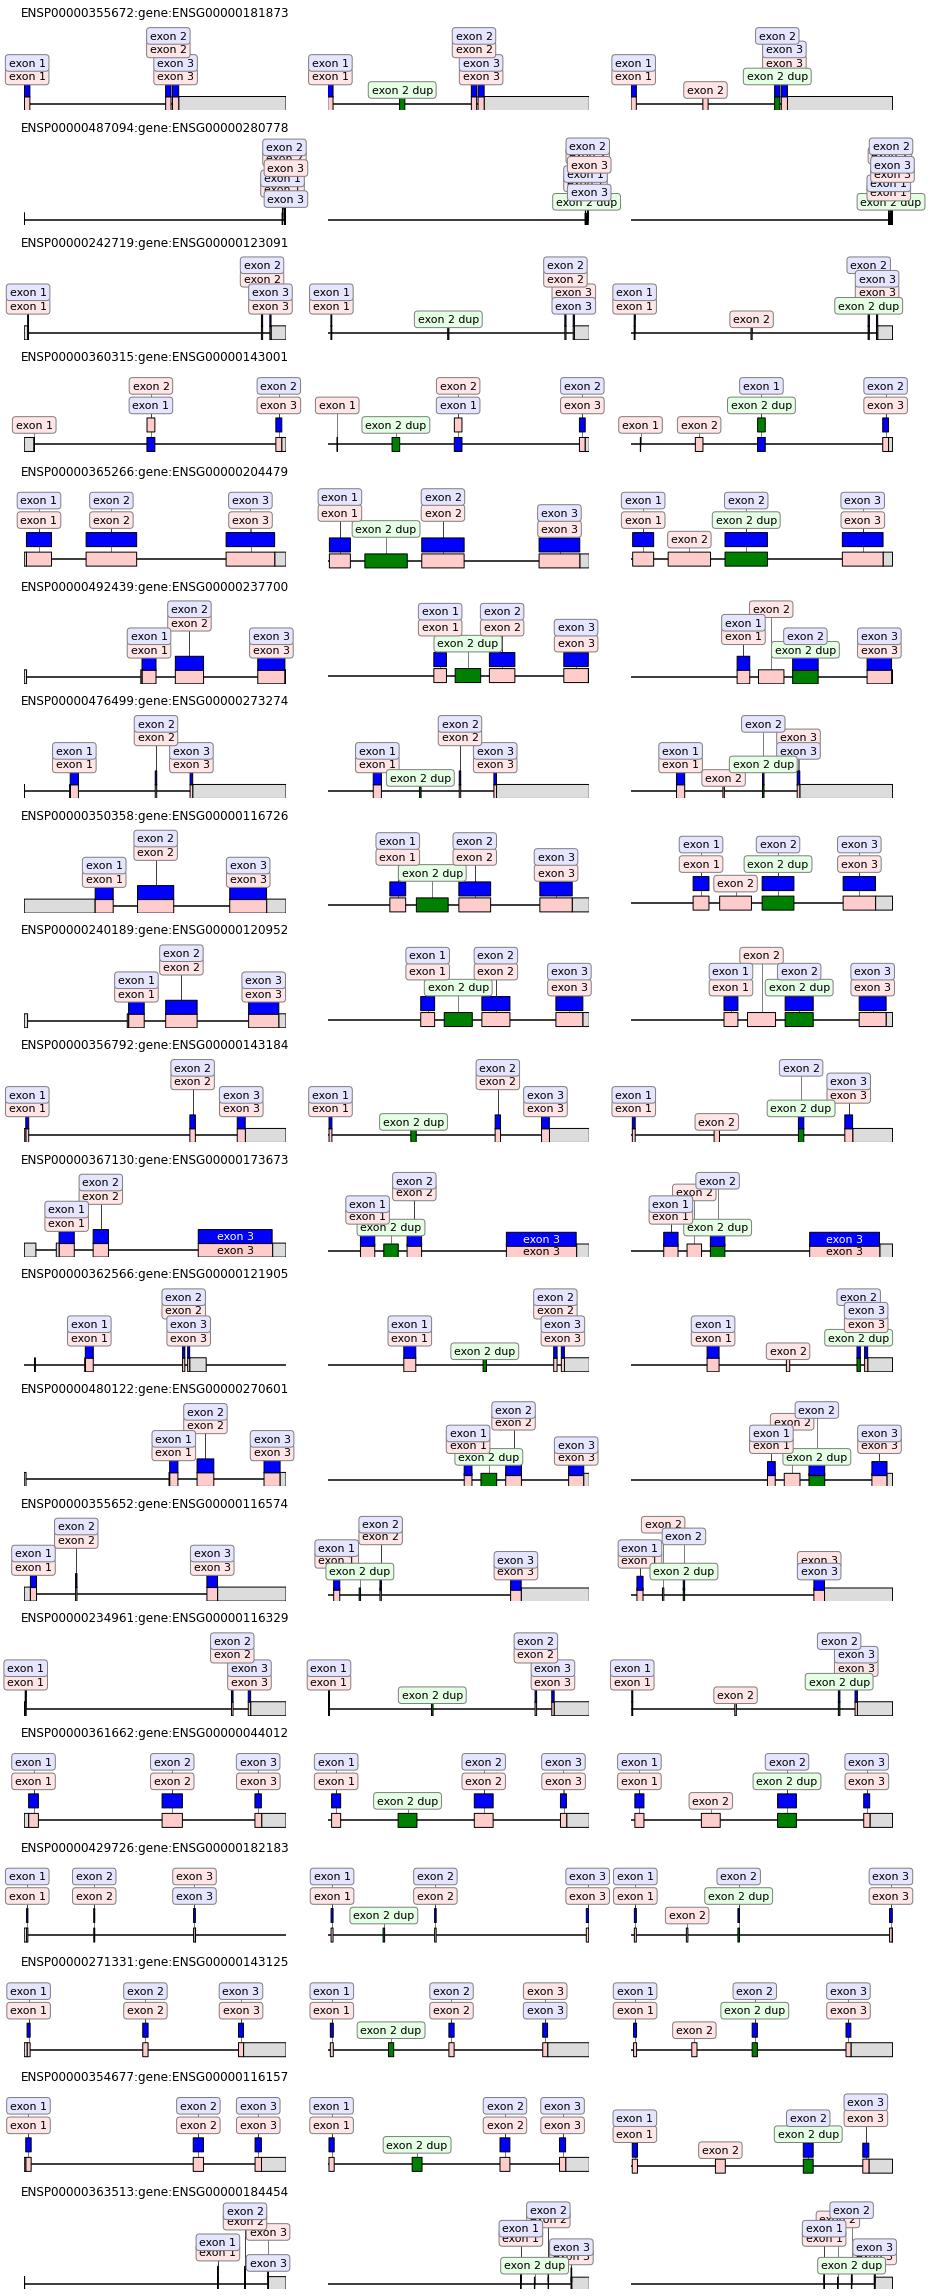 ENSP00000355672:gene:ENSG00000181873
exon 2 exon 2 exon 2
exon 2 exon 2 exon 3
exon 1 exon 3 exon 1 exon 3 exon 1 exon 3
exon 1 exon 3 exon 1 exon 3 exon 1 exon 2 dup
exon 2 dup exon 2
ENSP00000487094:gene:ENSG00000280778
exon 2 exon 2 exon 2
exon 3 exon 3 exon 3
exon 1 exon 1 exon 1
exon 3 exon 3
exon 2 dup exon 2 dup
ENSP00000242719:gene:ENSG00000123091
exon 2 exon 2 exon 2
exon 2 exon 2 exon 3
exon 1 exon 3 exon 1 exon 3 exon 1 exon 3
exon 1 exon 3 exon 1 exon 3 exon 1 exon 2 dup
exon 2 dup exon 2
ENSP00000360315:gene:ENSG00000143001
exon 2 exon 2 exon 2 exon 2 exon 1 exon 2
exon 1 exon 3 exon 1 exon 1 exon 3 exon 2 dup exon 3
exon 1 exon 2 dup exon 1 exon 2
ENSP00000365266:gene:ENSG00000204479
exon 1 exon 2 exon 3 exon 1 exon 2 exon 1 exon 2 exon 3
exon 1 exon 2 exon 3 exon 1 exon 2 exon 3 exon 1 exon 2 dup exon 3
exon 2 dup exon 3 exon 2
ENSP00000492439:gene:ENSG00000237700
exon 2 exon 1 exon 2 exon 2
exon 2 exon 1 exon 2 exon 3 exon 1
exon 1 exon 3 exon 2 dup exon 3 exon 1 exon 2 exon 3
exon 1 exon 3 exon 2 dup exon 3
ENSP00000476499:gene:ENSG00000273274
exon 2 exon 2 exon 2
exon 2 exon 2 exon 3
exon 1 exon 3 exon 1 exon 3 exon 1 exon 3
exon 1 exon 3 exon 1 exon 3 exon 1 exon 2 dup
exon 2 dup exon 2
ENSP00000350358:gene:ENSG00000116726
exon 2 exon 1 exon 2 exon 1 exon 2 exon 3
exon 2 exon 1 exon 2 exon 3
exon 1 exon 3 exon 2 dup exon 3 exon 1 exon 2 dup exon 3
exon 1 exon 3 exon 2
ENSP00000240189:gene:ENSG00000120952
exon 2 exon 1 exon 2 exon 2
exon 2 exon 1 exon 2 exon 3 exon 1 exon 2 exon 3
exon 1 exon 3 exon 2 dup exon 3 exon 1 exon 2 dup exon 3
exon 1 exon 3
ENSP00000356792:gene:ENSG00000143184
exon 2 exon 2 exon 2
exon 2 exon 2 exon 3
exon 1 exon 3 exon 1 exon 3 exon 1 exon 3
exon 1 exon 3 exon 1 exon 3 exon 1 exon 2 dup
exon 2 dup exon 2
ENSP00000367130:gene:ENSG00000173673
exon 2 exon 2 exon 2
exon 2 exon 2 exon 2
exon 1 exon 1 exon 1
exon 1 exon 1 exon 1
exon 2 dup exon 2 dup
exon 3 exon 3 exon 3
exon 3 exon 3 exon 3
ENSP00000362566:gene:ENSG00000121905
exon 2 exon 2 exon 2
exon 2 exon 2 exon 3
exon 1 exon 3 exon 1 exon 3 exon 1 exon 3
exon 1 exon 3 exon 1 exon 3 exon 1 exon 2 dup
exon 2 dup exon 2
ENSP00000480122:gene:ENSG00000270601
exon 2 exon 2 exon 2
exon 2 exon 2 exon 2
exon 1 exon 3 exon 1 exon 3 exon 1 exon 3
exon 1 exon 3 exon 1 exon 3 exon 1 exon 3
exon 2 dup exon 2 dup
ENSP00000355652:gene:ENSG00000116574
exon 2 exon 2 exon 2
exon 2 exon 2 exon 2
exon 1 exon 3 exon 1 exon 3 exon 1 exon 3
exon 1 exon 3 exon 1 exon 3 exon 1 exon 3
exon 2 dup exon 2 dup
ENSP00000234961:gene:ENSG00000116329
exon 2 exon 2 exon 2
exon 2 exon 2 exon 3
exon 1 exon 3 exon 1 exon 3 exon 1 exon 3
exon 1 exon 3 exon 1 exon 3 exon 1 exon 2 dup
exon 2 dup exon 2
ENSP00000361662:gene:ENSG00000044012
exon 1 exon 2 exon 3 exon 1 exon 2 exon 3 exon 1 exon 2 exon 3
exon 1 exon 2 exon 3 exon 1 exon 2 exon 3 exon 1 exon 2 dup exon 3
exon 2 dup exon 2
ENSP00000429726:gene:ENSG00000182183
exon 1 exon 2 exon 3 exon 1 exon 2 exon 3 exon 1 exon 2 exon 3
exon 1 exon 2 exon 3 exon 1 exon 2 exon 3 exon 1 exon 2 dup exon 3
exon 2 dup exon 2
ENSP00000271331:gene:ENSG00000143125
exon 1 exon 2 exon 3 exon 1 exon 2 exon 3 exon 1 exon 2 exon 3
exon 1 exon 2 exon 3 exon 1 exon 2 exon 3 exon 1 exon 2 dup exon 3
exon 2 dup exon 2
ENSP00000354677:gene:ENSG00000116157
exon 1 exon 2 exon 3 exon 1 exon 2 exon 3 exon 3
exon 1 exon 2 exon 3 exon 1 exon 2 exon 3 exon 1 exon 2 exon 3
exon 2 dup exon 1 exon 2 dup
exon 2
ENSP00000363513:gene:ENSG00000184454
exon 2 exon 2 exon 2
exon 2 exon 2
exon 3 exon 1 exon 1
exon 1 exon 1 exon 1
exon 1 exon 3 exon 3
exon 3 exon 2 dup exon 2 dup